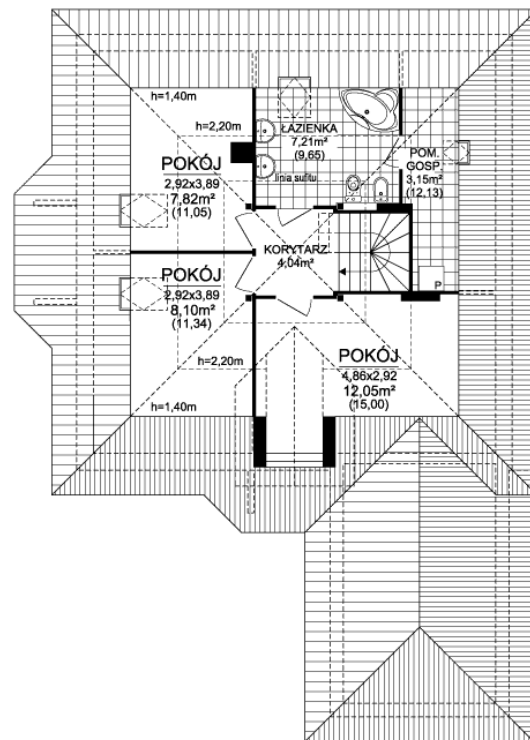 h=1,40m
h=2,20m
ŁAZIENKA
7,21m²
(9,65)
POKÓJ
2,92x3,89
7,82m²
(11,05)
linia sufitu
POM.
GOSP.
3,15m²
(12,13)
KORYTARZ
4,04m²
POKÓJ
2,92x3,89
8,10m²
(11,34)
P
h=2,20m
h=1,40m
POKÓJ
4,86x2,92
12,05m²
(15,00)